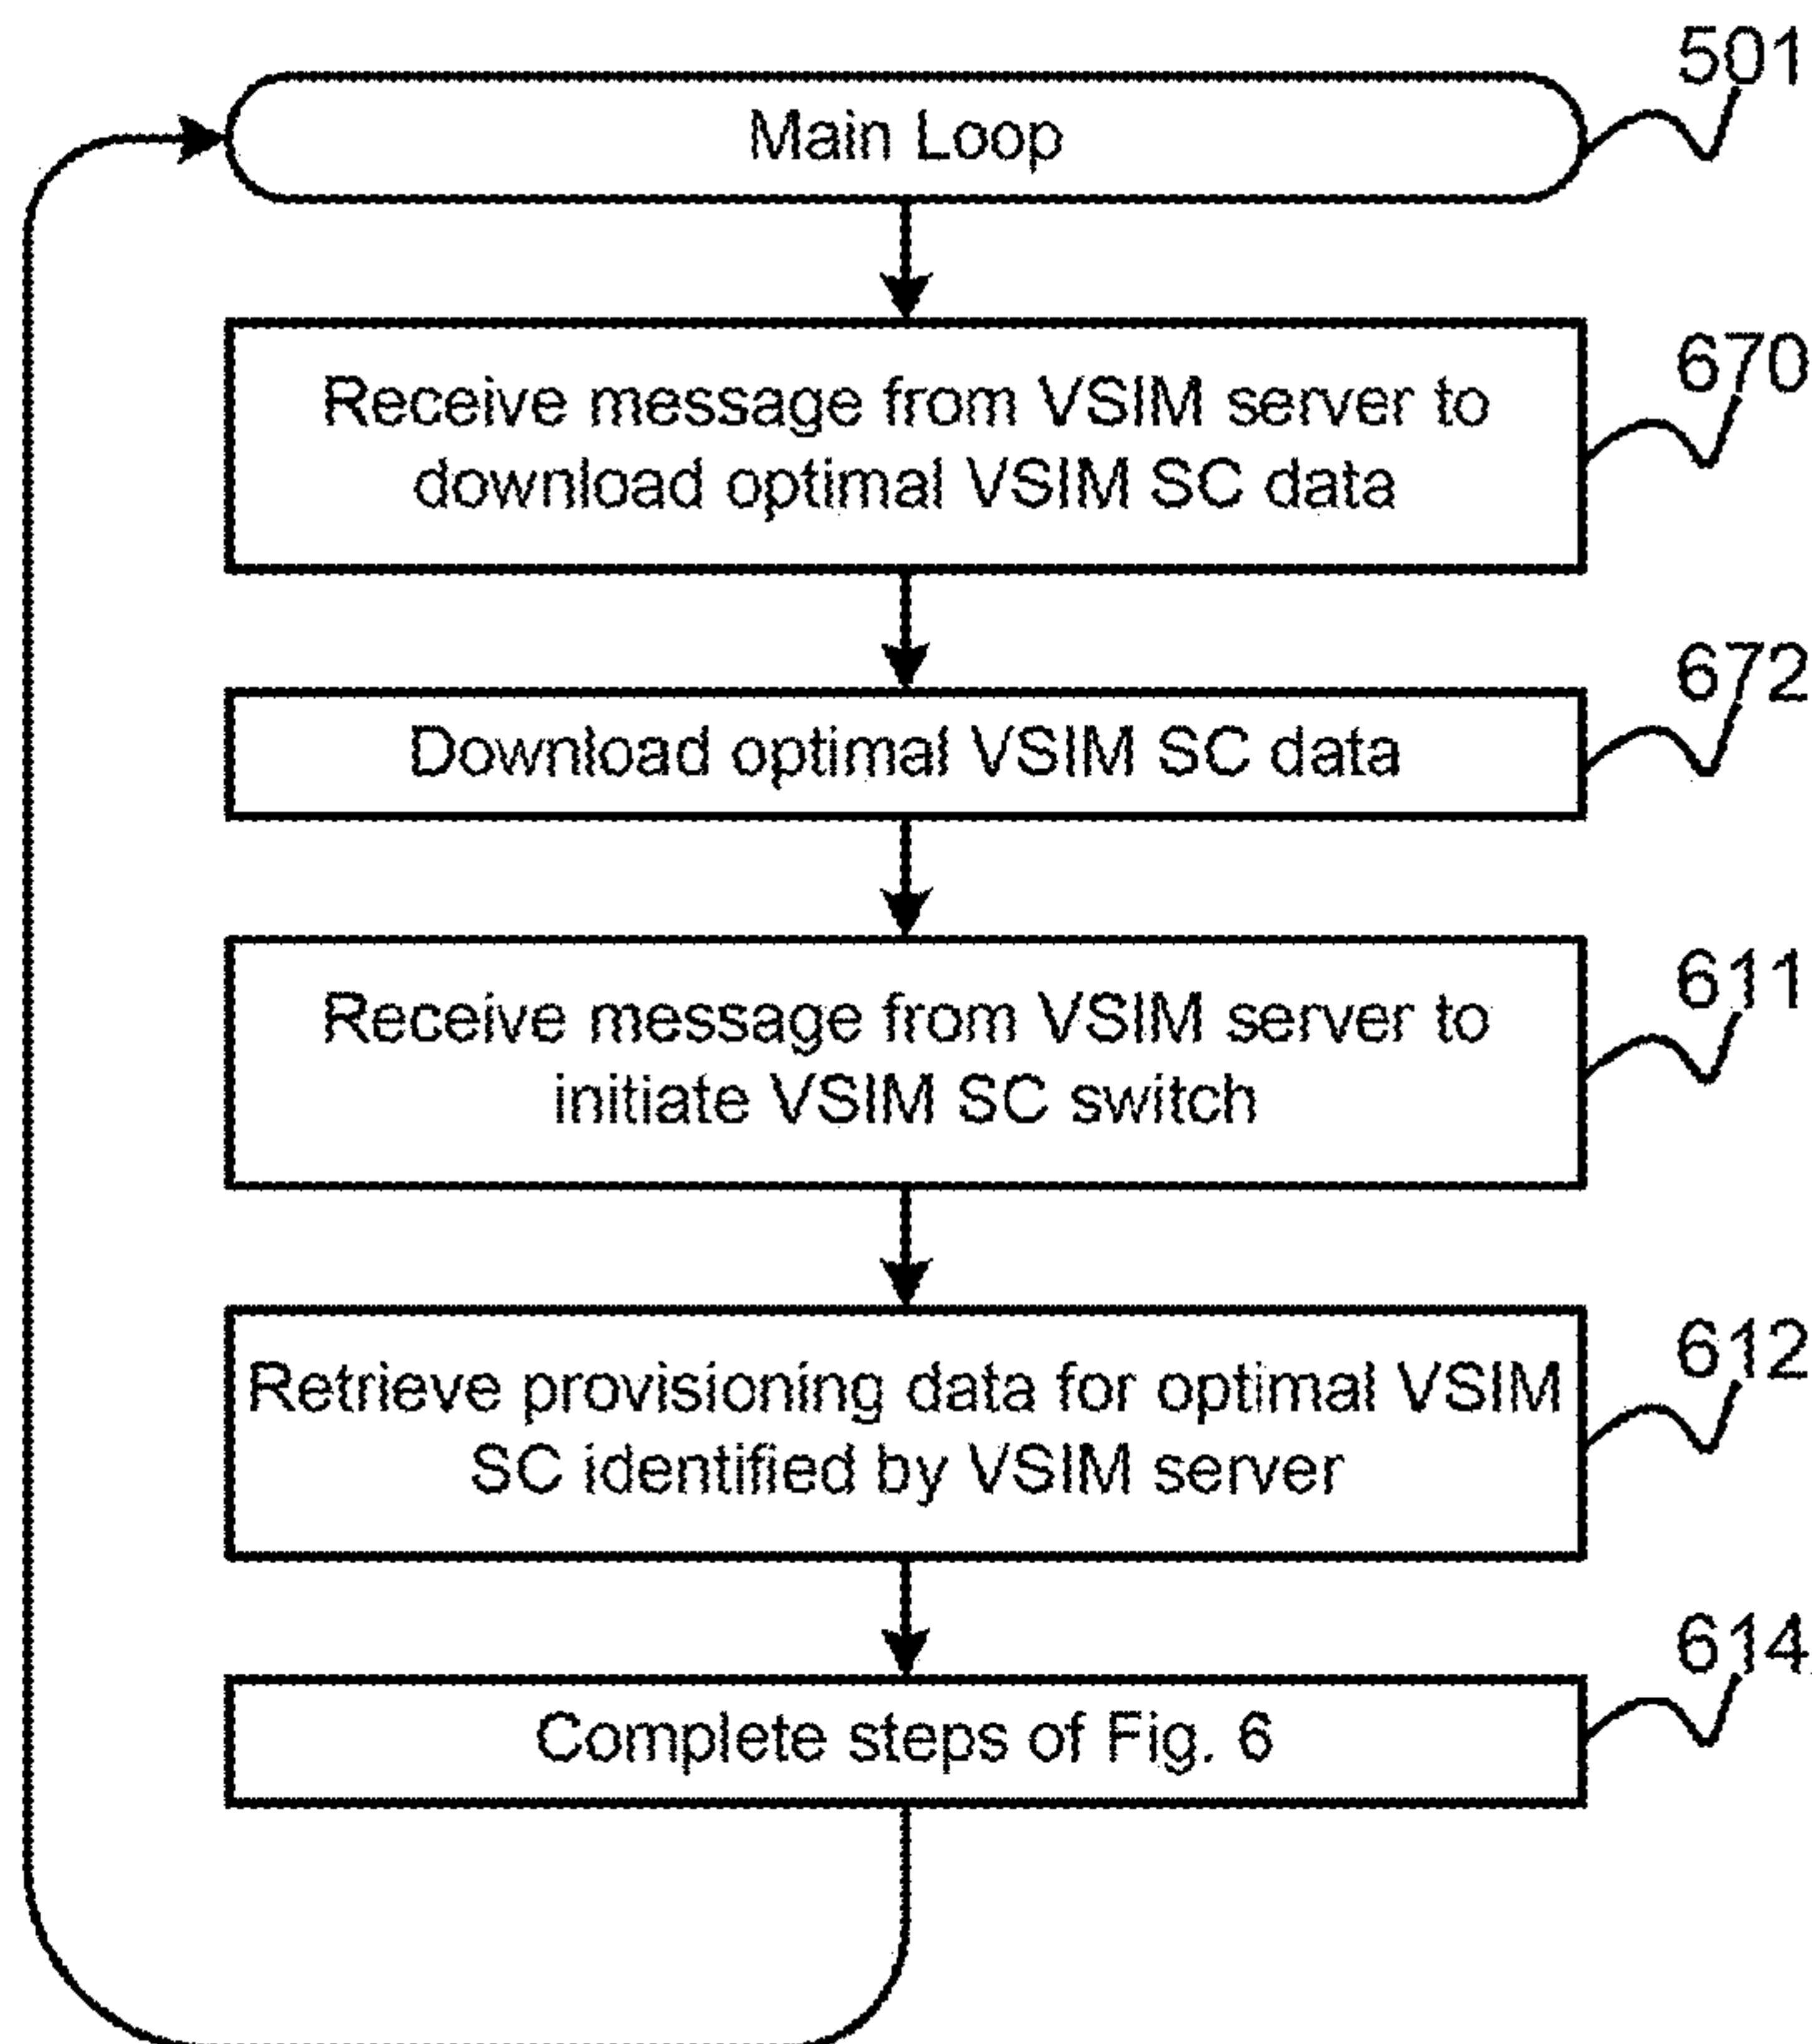 501
Main Loop
670
Receive message from VSIM server to
download optimal VSIM SC data
672
Download optimal VSIM SC data
611
Receive message from VSIM server to
initiate VSIM SC switch
612
Retrieve provisioning data for optimal VSIM
SC identified by VSIM server
614
Complete steps of Fig. 6